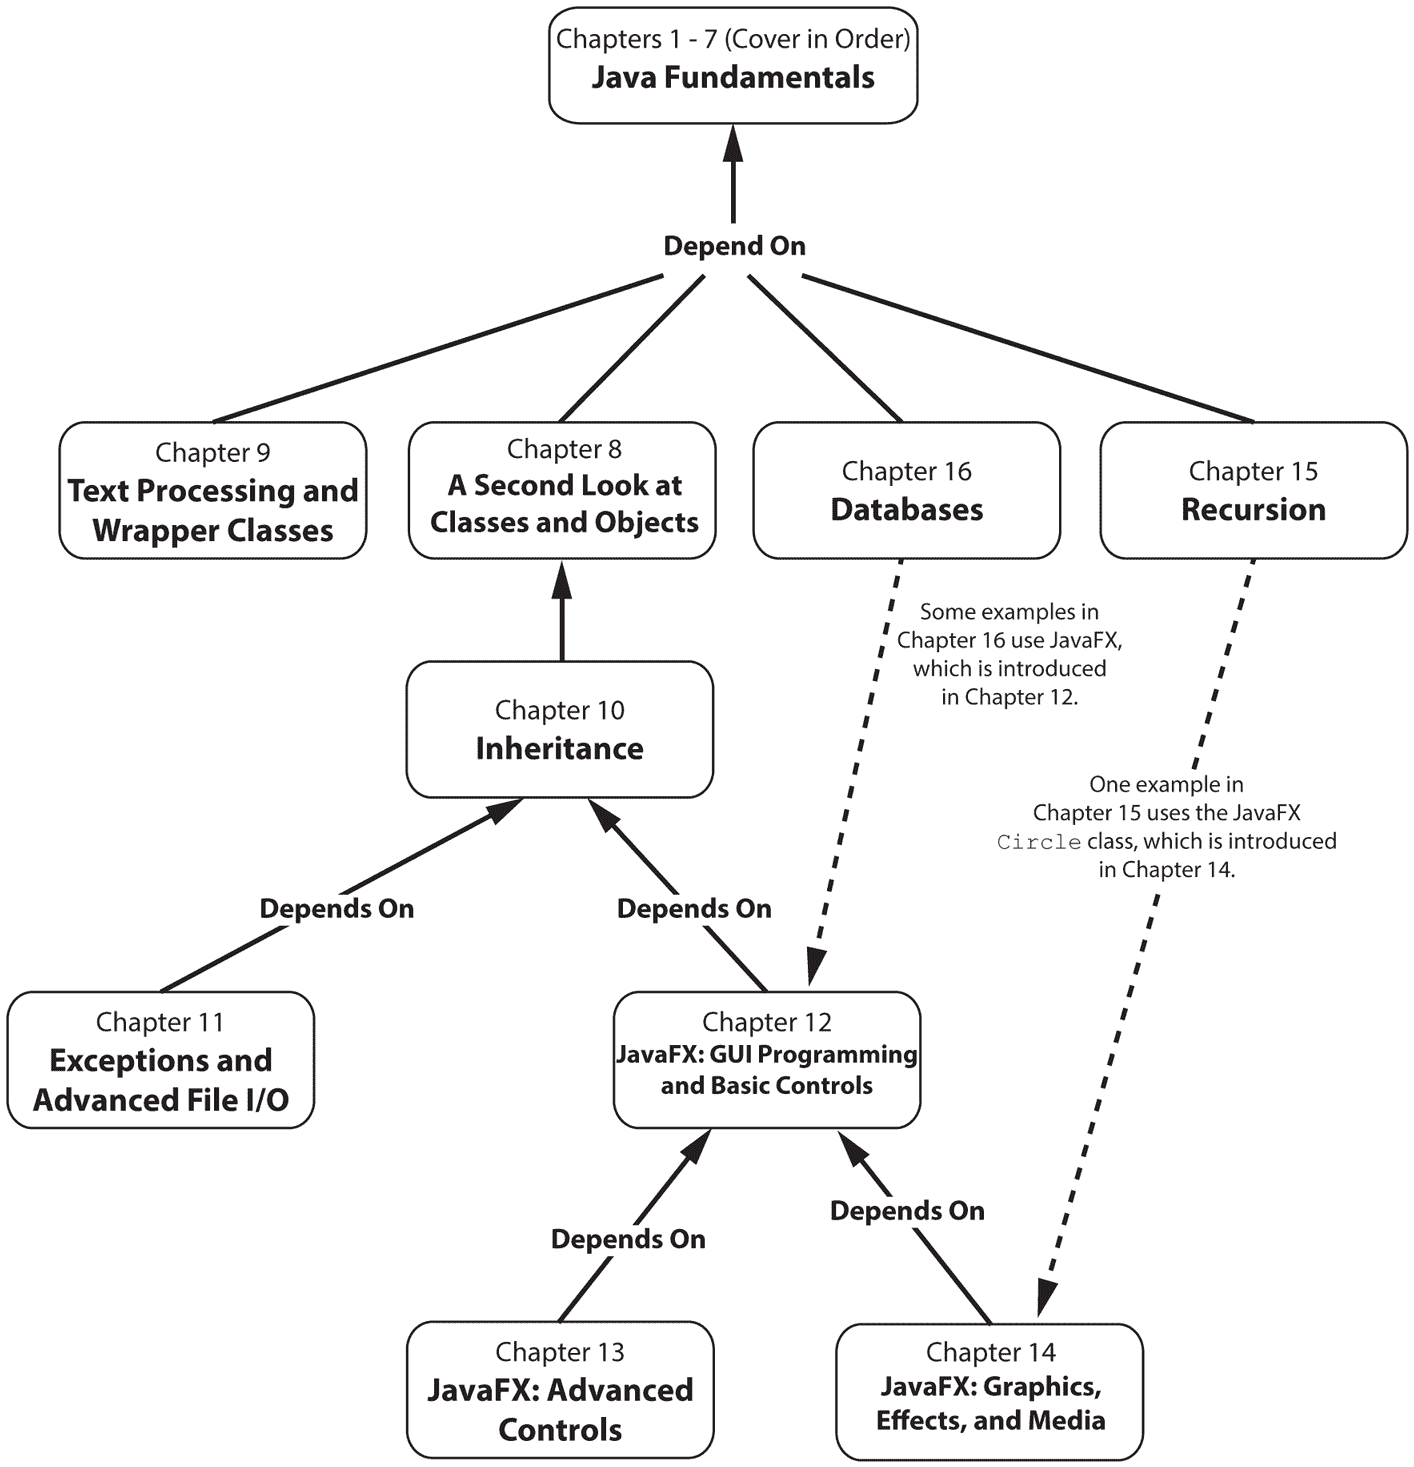 Chapters 1 - 7 (Cover in Order)
Java Fundamentals
Depend On
Chapter 9
Text Processing and
Wrapper Classes
Chapter 8
A Second Look at
Classes and Objects
Chapter 16
Databases
Chapter 15
Recursion
Some examples in
Chapter 16 use JavaFX,
which is introduced
in Chapter 12.
Chapter 10
Inheritance
One example in
Chapter 15 uses the JavaFX
Circle class, which is introduced
in Chapter 14.
Depends On
Depends On
Chapter 11
Exceptions and
Advanced File I/O
Chapter 12
JavaFX: GUI Programming
and Basic Controls
Depends On
Depends On
Chapter 13
JavaFX: Advanced
Controls
Chapter 14
JavaFX: Graphics,
Effects, and Media